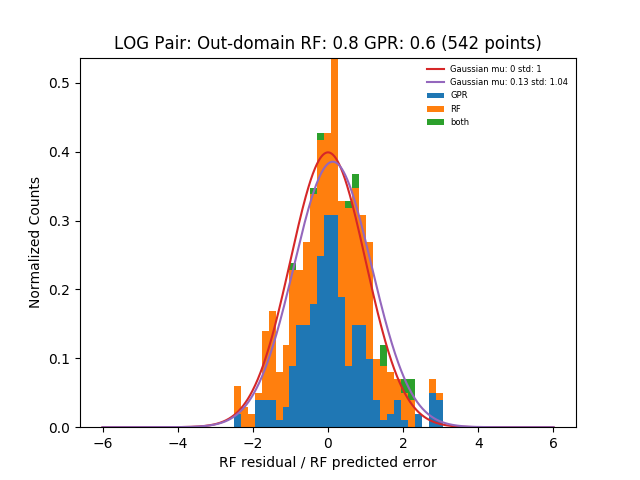 LOG Pair: Out-domain RF: 0.8 GPR: 0.6 (542 points)
Gaussian mu: 0 std: 1
Gaussian mu: 0.13 std: 1.04
GPR
RF
both
Normalized Counts
0.5
0.4
0.3
0.2
0.1
0.0
−6 −4 −2 0 2 4 6
RF residual / RF predicted error